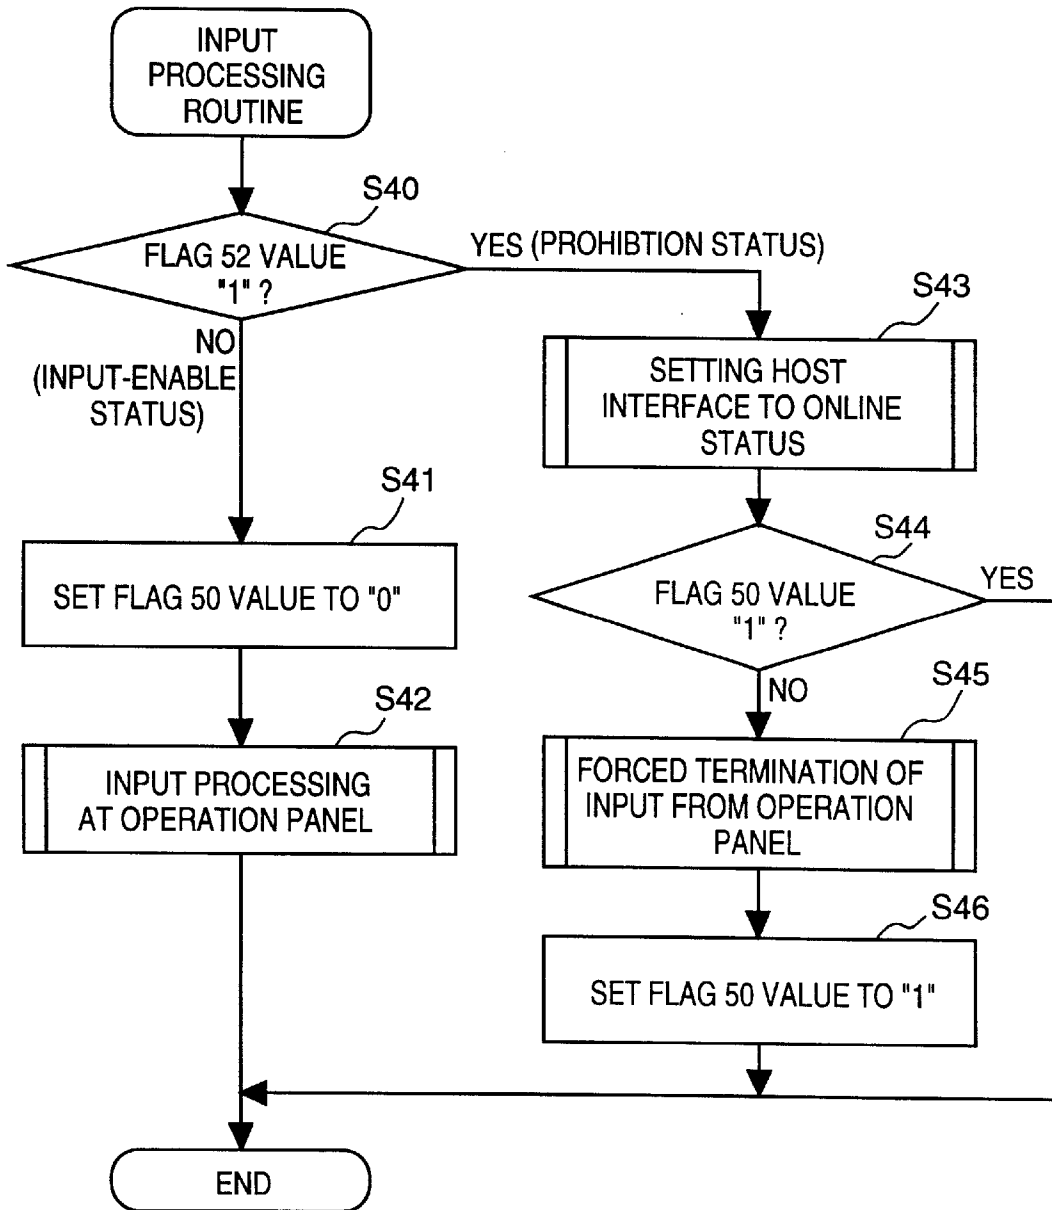 INPUT
PROCESSING
ROUTINE
S40
FLAG 52 VALUE
"1" ?
YES (PROHIBTION STATUS)
NO
(INPUT-ENABLE
STATUS)
S43
SETTING HOST
INTERFACE TO ONLINE
STATUS
S41
SET FLAG 50 VALUE TO "0"
S44
FLAG 50 VALUE
"1" ?
YES
NO
S42
INPUT PROCESSING
AT OPERATION PANEL
S45
FORCED TERMINATION OF
INPUT FROM OPERATION
PANEL
S46
SET FLAG 50 VALUE TO "1"
END